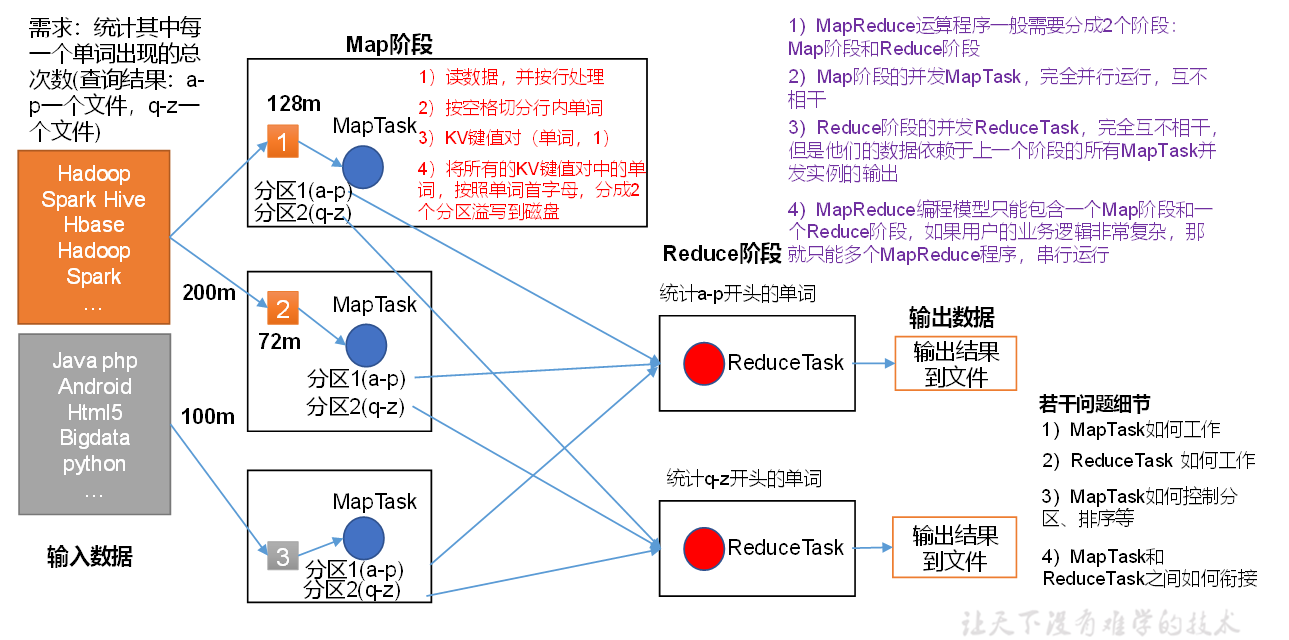 需求：统计其中每
一个单词出现的总
次数(查询结果：a-
p一个文件，q-z一
个文件)
Hadoop
Spark Hive
Hbase
Hadoop
Spark
…
200m
Java php
Android
Html5
Bigdata
python
…
100m
输入数据
Map阶段
128m
1
MapTask
分区1(a-p)
分区2(q-z)
1）读数据，并按行处理
2）按空格切分行内单词
3）KV键值对（单词，1）
4）将所有的KV键值对中的单
词，按照单词首字母，分成2
个分区溢写到磁盘
2
72m
MapTask
分区1(a-p)
分区2(q-z)
3
MapTask
分区1(a-p)
分区2(q-z)
1）MapReduce运算程序一般需要分成2个阶段：
Map阶段和Reduce阶段
2）Map阶段的并发MapTask，完全并行运行，互不
相干
3）Reduce阶段的并发ReduceTask，完全互不相干，
但是他们的数据依赖于上一个阶段的所有MapTask并
发实例的输出
4）MapReduce编程模型只能包含一个Map阶段和一
个Reduce阶段，如果用户的业务逻辑非常复杂，那
就只能多个MapReduce程序，串行运行
Reduce阶段
统计a-p开头的单词
ReduceTask
统计q-z开头的单词
ReduceTask
输出数据
输出结果
到文件
输出结果
到文件
若干问题细节
1）MapTask如何工作
2）ReduceTask 如何工作
3）MapTask如何控制分
区、排序等
4）MapTask和
ReduceTask之间如何衔接
让天下没有难学的技术